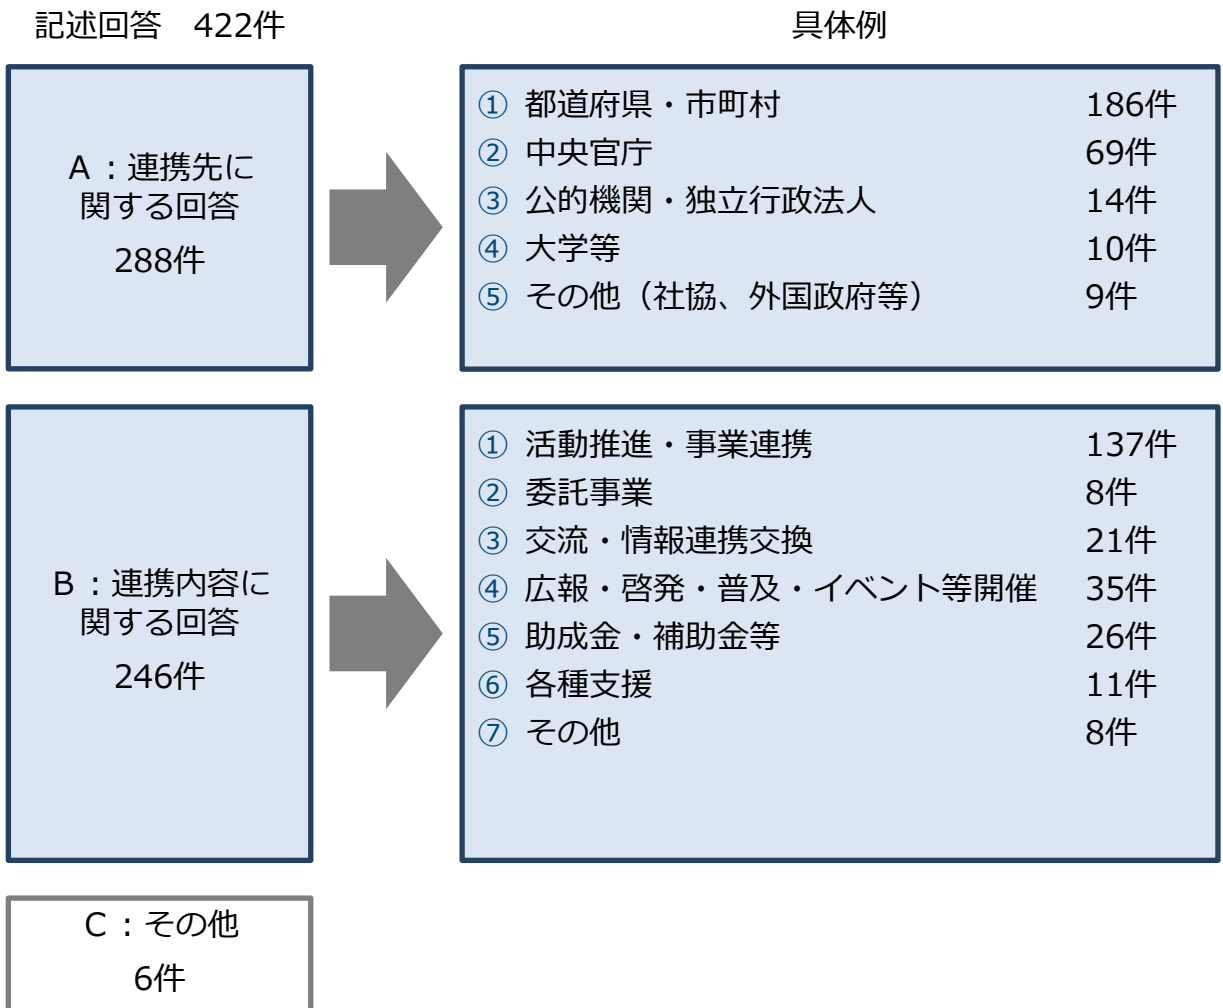 記述回答　422件
具体例
A：連携先に
関する回答
288件
① 都道府県・市町村 186件
② 中央官庁 69件
③ 公的機関・独立行政法人 14件
④ 大学等 10件
⑤ その他（社協、外国政府等） 9件
B：連携内容に
関する回答
246件
① 活動推進・事業連携 137件
② 委託事業 8件
③ 交流・情報連携交換 21件
④ 広報・啓発・普及・イベント等開催 35件
⑤ 助成金・補助金等 26件
⑥ 各種支援 11件
⑦ その他 8件
C：その他
6件